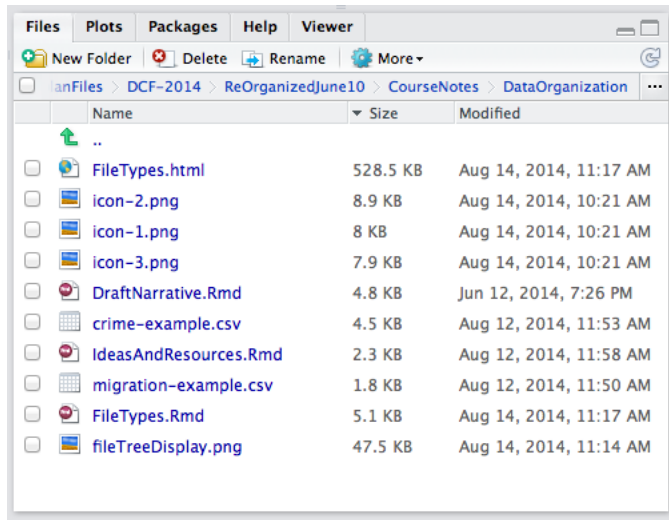 Files Plots Packages Help Viewer
New Folder Delete Rename More
anFiles > DCF-2014 > ReOrganizedJune10 > CourseNotes > DataOrganization ...
Name Size Modified
..
FileTypes.html 528.5 KB Aug 14, 2014, 11:17 AM
icon-2.png 8.9 KB Aug 14, 2014, 10:21 AM
icon-1.png 8 KB Aug 14, 2014, 10:21 AM
icon-3.png 7.9 KB Aug 14, 2014, 10:21 AM
DraftNarrative.Rmd 4.8 KB Jun 12, 2014, 7:26 PM
crime-example.csv 4.5 KB Aug 12, 2014, 11:53 AM
IdeasAndResources.Rmd 2.3 KB Aug 12, 2014, 11:58 AM
migration-example.csv 1.8 KB Aug 12, 2014, 11:50 AM
FileTypes.Rmd 5.1 KB Aug 14, 2014, 11:17 AM
fileTreeDisplay.png 47.5 KB Aug 14, 2014, 11:14 AM